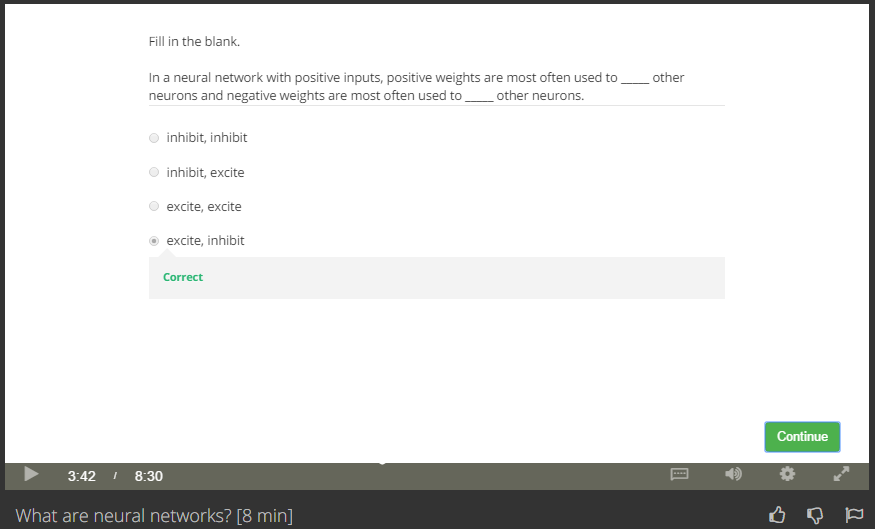 Fill in the blank.
In a neural network with positive inputs, positive weights are most often used to _____ other
neurons and negative weights are most often used to _____ other neurons.
inhibit, inhibit
inhibit, excite
excite, excite
excite, inhibit
Correct
Continue
3:42 / 8:30
What are neural networks? [8 min]